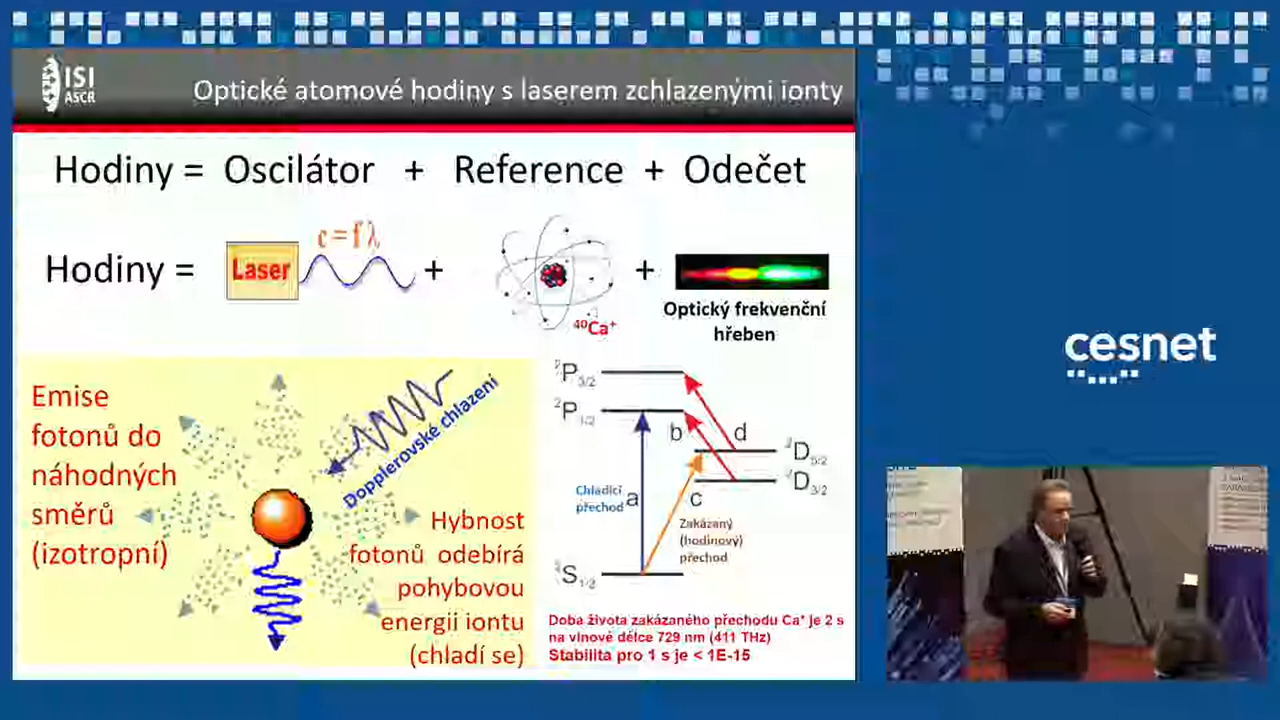 ISI
ASCR
Optické atomové hodiny s laserem zchlazenými ionty
Hodiny = Oscilátor + Reference + Odečet
c=fλ
Hodiny = Laser + + 
⁴⁰Ca⁺
Optický frekvenční
hřeben
Emise
fotonů do
náhodných
směrů
(izotropní)
Dopplerovské chlazení
Hybnost
fotonů odebírá
pohybovou
energii iontu
(chladí se)
²P₃/₂
²P₁/₂
b d
²D₅/₂
²D₃/₂
Chladicí
přechod
a
c
Zakázaný
(hodinový)
přechod
²S₁/₂
Doba života zakázaného přechodu Ca⁺ je 2 s
na vlnové délce 729 nm (411 THz)
Stabilita pro 1 s je < 1E-15
cesnet